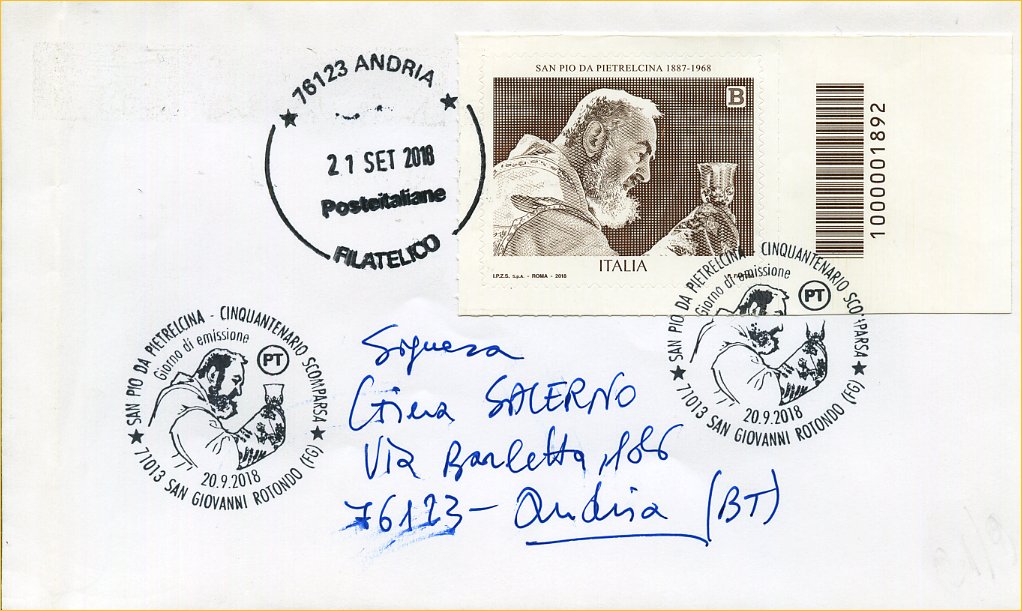 76123 ANDRIA
21 SET 2018
Posteitaliane
FILATELICO
SAN PIO DA PIETRELCINA 1887-1968
B
ITALIA
I.P.Z.S. S.p.A. - ROMA - 2018
1000001892
SAN PIO DA PIETRELCINA - CINQUANTENARIO SCOMPARSA
Giorno di emissione
PT
20.9.2018
71013 SAN GIOVANNI ROTONDO (FG)
SAN PIO DA PIETRELCINA - CINQUANTENARIO SCOMPARSA
Giorno di emissione
PT
20.9.2018
71013 SAN GIOVANNI ROTONDO (FG)
SALERNO
Via Barletta, 186
76123 - Andria (BT)